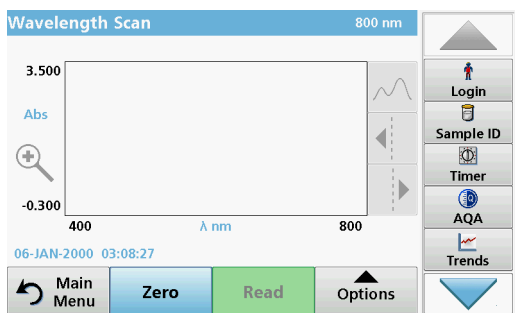 Wavelength Scan 800 nm
3.500
Abs
-0.300
400 λ nm 800
06-JAN-2000 03:08:27
Main Menu Zero Read Options
Login
Sample ID
Timer
AQA
Trends